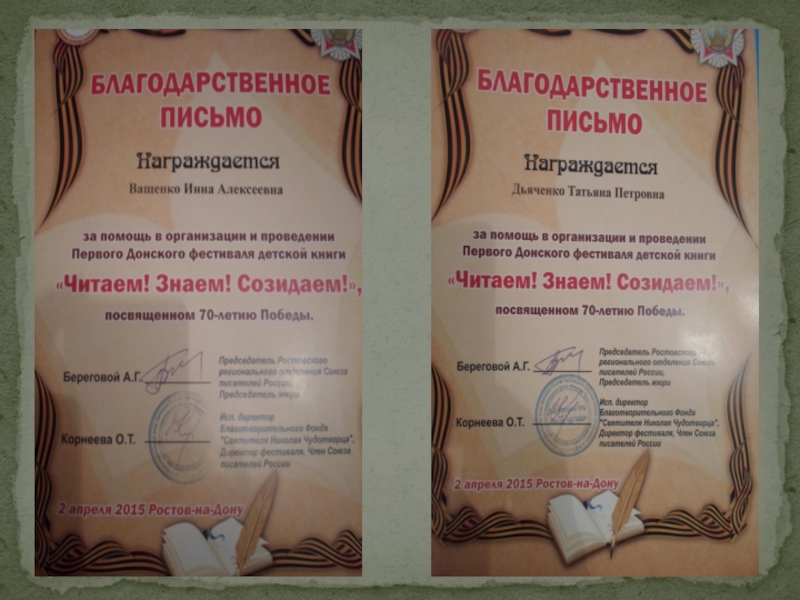 БЛАГОДАРСТВЕННОЕ
ПИСЬМО
Награждается
Ващенко Инна Алексеевна
за помощь в организации и проведении
Первого Донского фестиваля детской книги
«Читаем! Знаем! Созидаем!»,
посвященном 70-летию Победы.
Береговой А.Г.
Председатель Ростовского
регионального отделения Союза
писателей России,
Председатель жюри
Корнеева О.Т.
Исп. директор
Благотворительного Фонда
"Святителя Николая Чудотворца",
Директор фестиваля, Член Союза
писателей России
2 апреля 2015 Ростов-на-Дону
БЛАГОДАРСТВЕННОЕ
ПИСЬМО
Награждается
Дьяченко Татьяна Петровна
за помощь в организации и проведении
Первого Донского фестиваля детской книги
«Читаем! Знаем! Созидаем!»,
посвященном 70-летию Победы.
Береговой А.Г.
Председатель Ростовского
регионального отделения Союза
писателей России,
Председатель жюри
Корнеева О.Т.
Исп. директор
Благотворительного Фонда
"Святителя Николая Чудотворца",
Директор фестиваля, Член Союза
писателей России
2 апреля 2015 Ростов-на-Дону